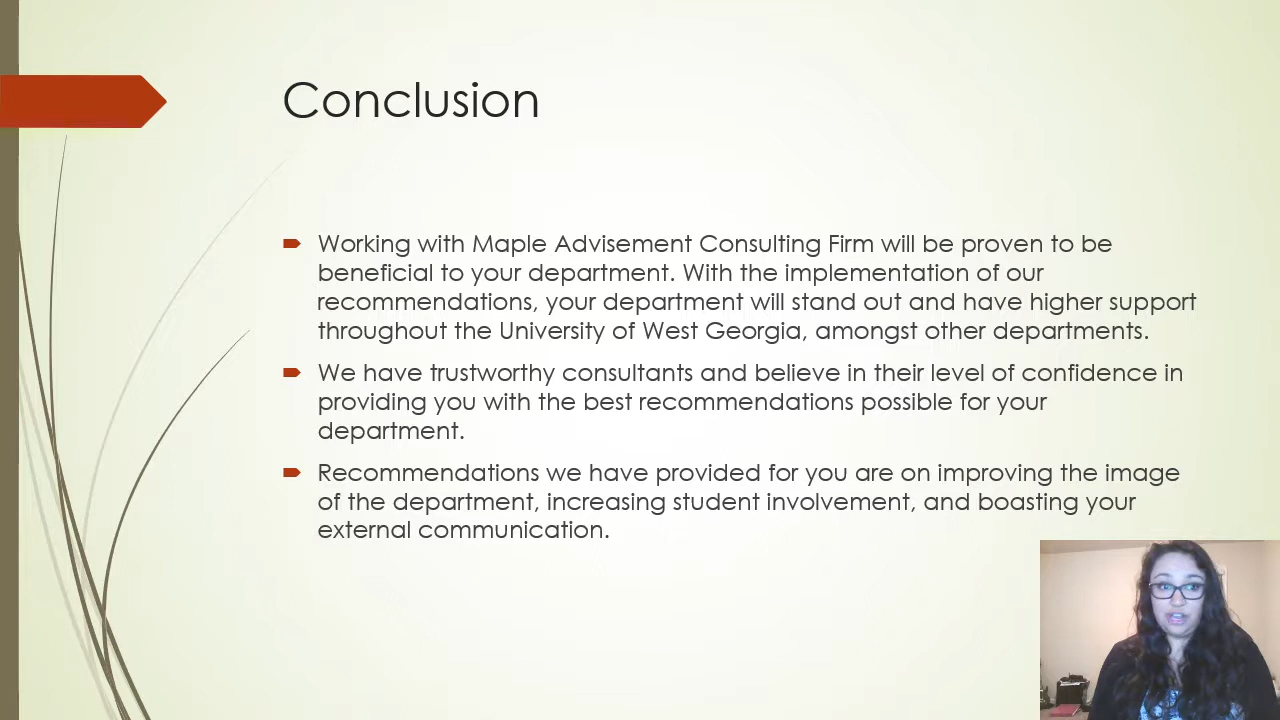 Conclusion
Working with Maple Advisement Consulting Firm will be proven to be
beneficial to your department. With the implementation of our
recommendations, your department will stand out and have higher support
throughout the University of West Georgia, amongst other departments.
We have trustworthy consultants and believe in their level of confidence in
providing you with the best recommendations possible for your
department.
Recommendations we have provided for you are on improving the image
of the department, increasing student involvement, and boasting your
external communication.